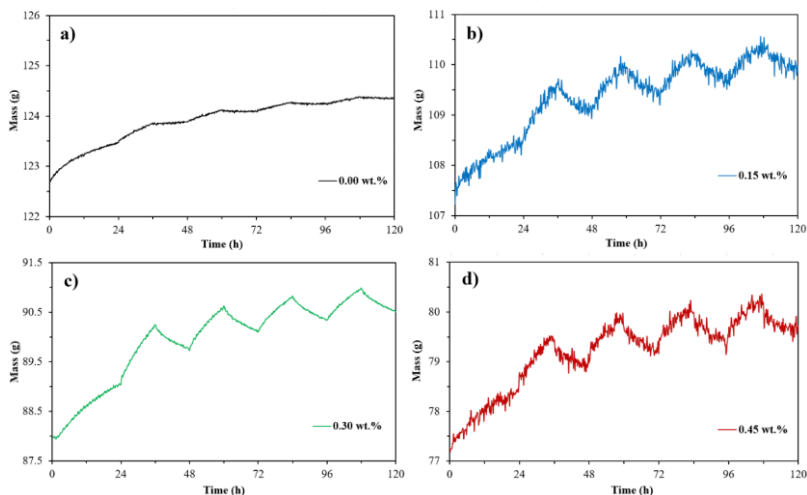 a)
Mass (g)
126
125
124
123
122
0
24
48
72
96
120
Time (h)
0.00 wt.%
b)
Mass (g)
111
110
109
108
107
0
24
48
72
96
120
Time (h)
0.15 wt.%
c)
Mass (g)
91.5
90.5
89.5
88.5
87.5
0
24
48
72
96
120
Time (h)
0.30 wt.%
d)
Mass (g)
81
80
79
78
77
0
24
48
72
96
120
Time (h)
0.45 wt.%